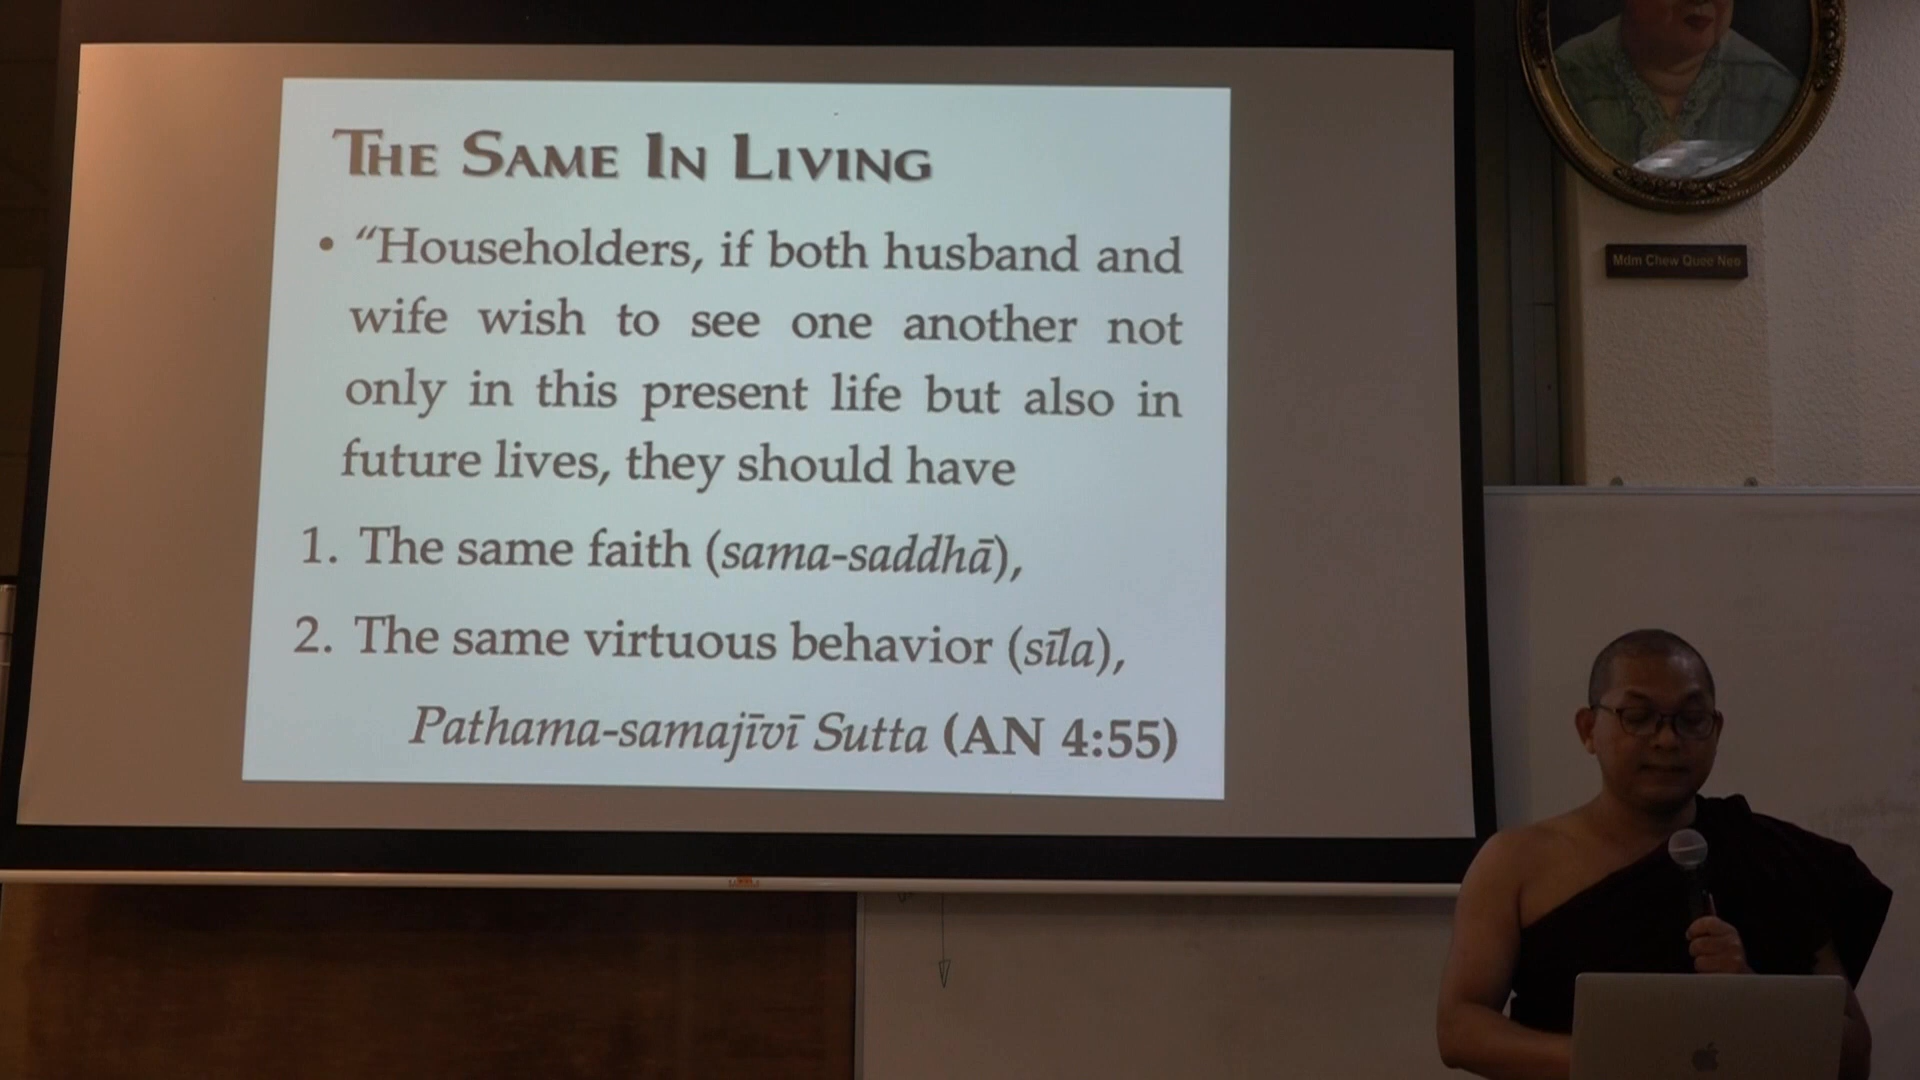 THE SAME IN LIVING
• “Householders, if both husband and
wife wish to see one another not
only in this present life but also in
future lives, they should have
1. The same faith (sama-saddhā),
2. The same virtuous behavior (sīla),
Pathama-samajīvī Sutta (AN 4:55)
Mdm Chew Quee Neo